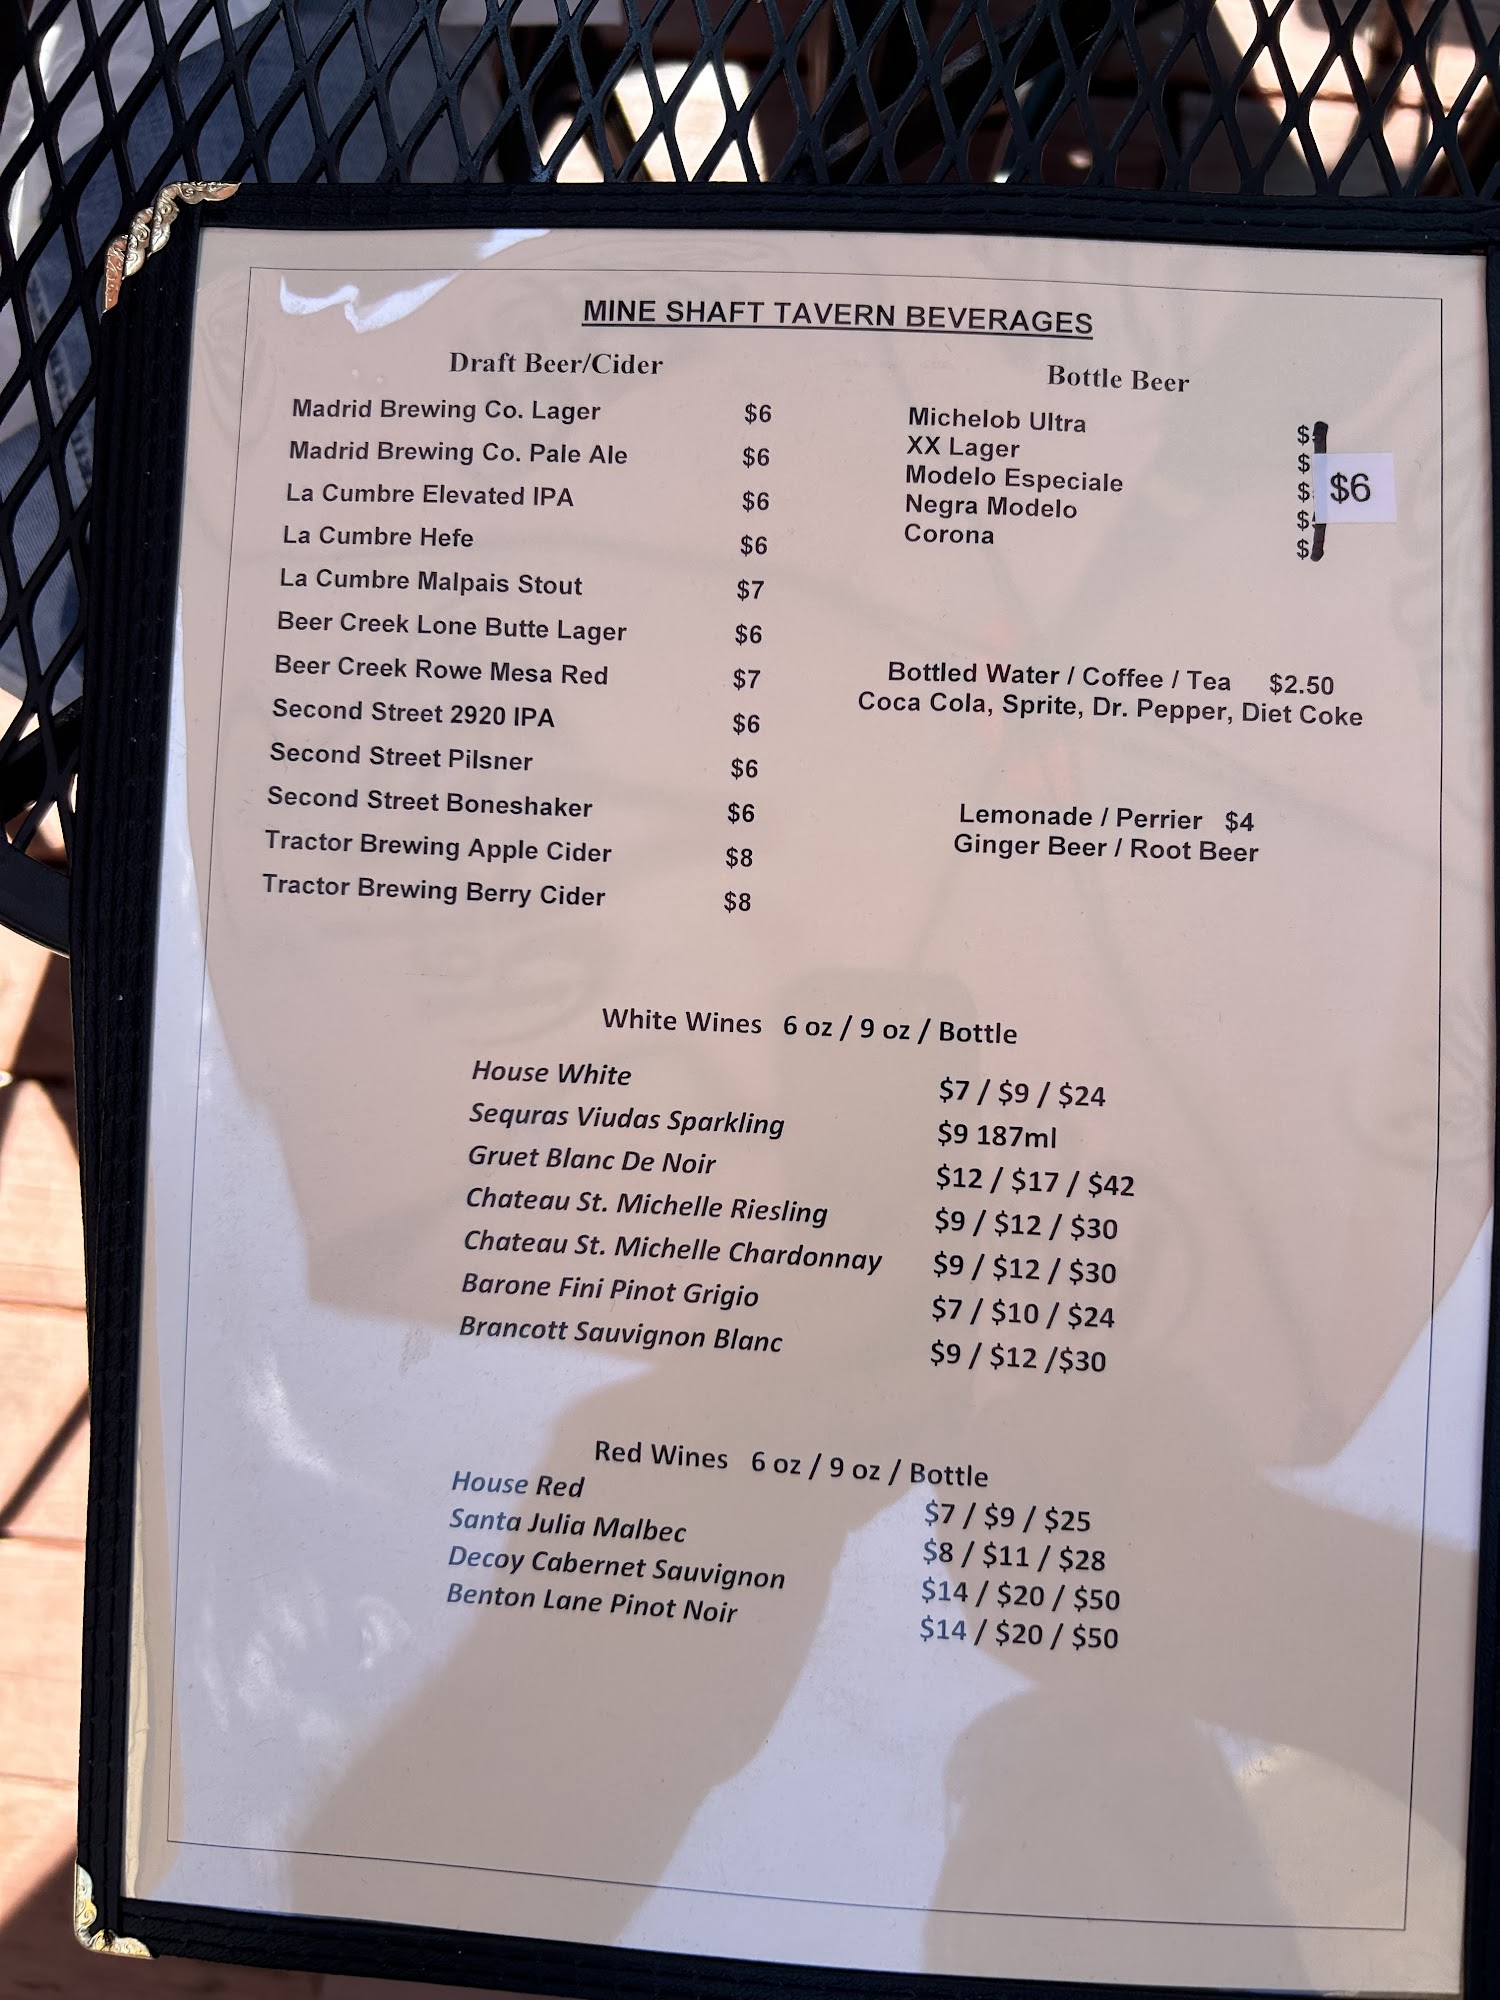 MINE SHAFT TAVERN BEVERAGES
Draft Beer/Cider
Madrid Brewing Co. Lager $6
Madrid Brewing Co. Pale Ale $6
La Cumbre Elevated IPA $6
La Cumbre Hefe $6
La Cumbre Malpais Stout $7
Beer Creek Lone Butte Lager $6
Beer Creek Rowe Mesa Red $7
Second Street 2920 IPA $6
Second Street Pilsner $6
Second Street Boneshaker $6
Tractor Brewing Apple Cider $8
Tractor Brewing Berry Cider $8
Bottle Beer
Michelob Ultra $
XX Lager $
Modelo Especiale $ $6
Negra Modelo $
Corona $
Bottled Water / Coffee / Tea $2.50
Coca Cola, Sprite, Dr. Pepper, Diet Coke
Lemonade / Perrier $4
Ginger Beer / Root Beer
White Wines 6 oz / 9 oz / Bottle
House White $7 / $9 / $24
Sequras Viudas Sparkling $9 187ml
Gruet Blanc De Noir $12 / $17 / $42
Chateau St. Michelle Riesling $9 / $12 / $30
Chateau St. Michelle Chardonnay $9 / $12 / $30
Barone Fini Pinot Grigio $7 / $10 / $24
Brancott Sauvignon Blanc $9 / $12 /$30
Red Wines 6 oz / 9 oz / Bottle
House Red $7 / $9 / $25
Santa Julia Malbec $8 / $11 / $28
Decoy Cabernet Sauvignon $14 / $20 / $50
Benton Lane Pinot Noir $14 / $20 / $50